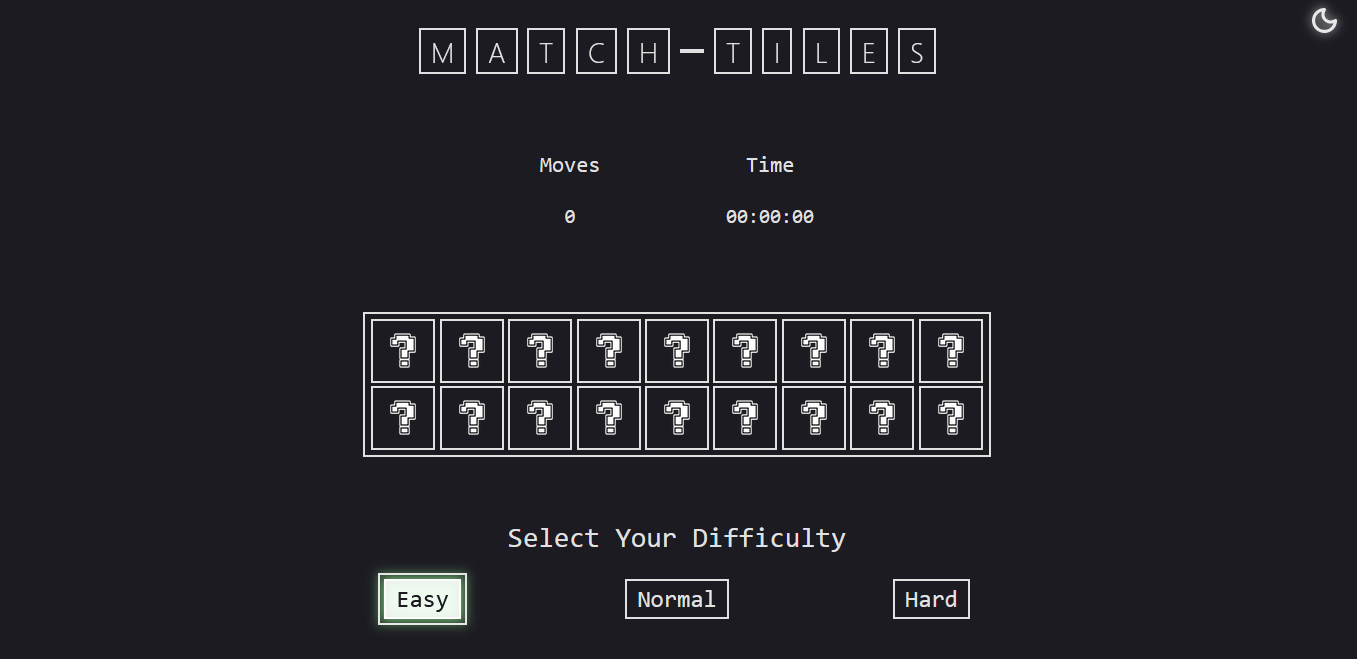 MATCH-TILES
Moves Time
0 00:00:00
? ? ? ? ? ? ? ? ?
? ? ? ? ? ? ? ? ?
Select Your Difficulty
Easy Normal Hard